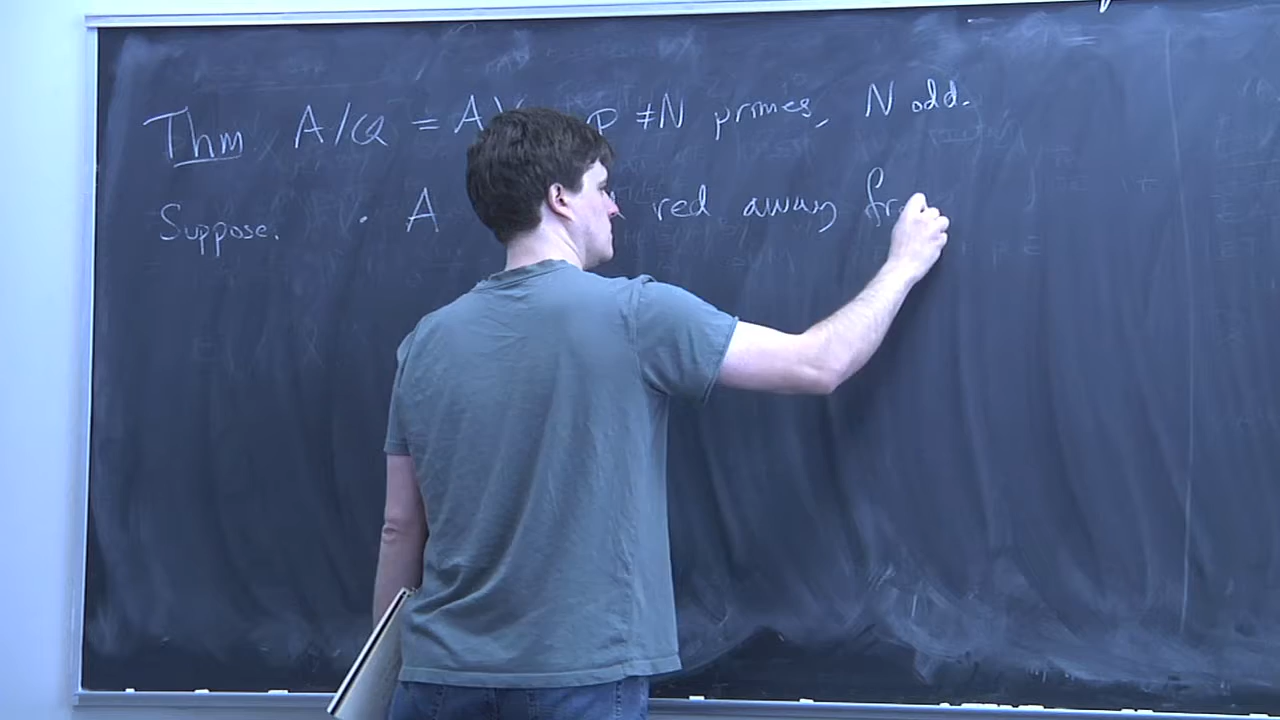 Thm A/Q = AV p ≠ N primes, N odd.
Suppose. • A red away fr